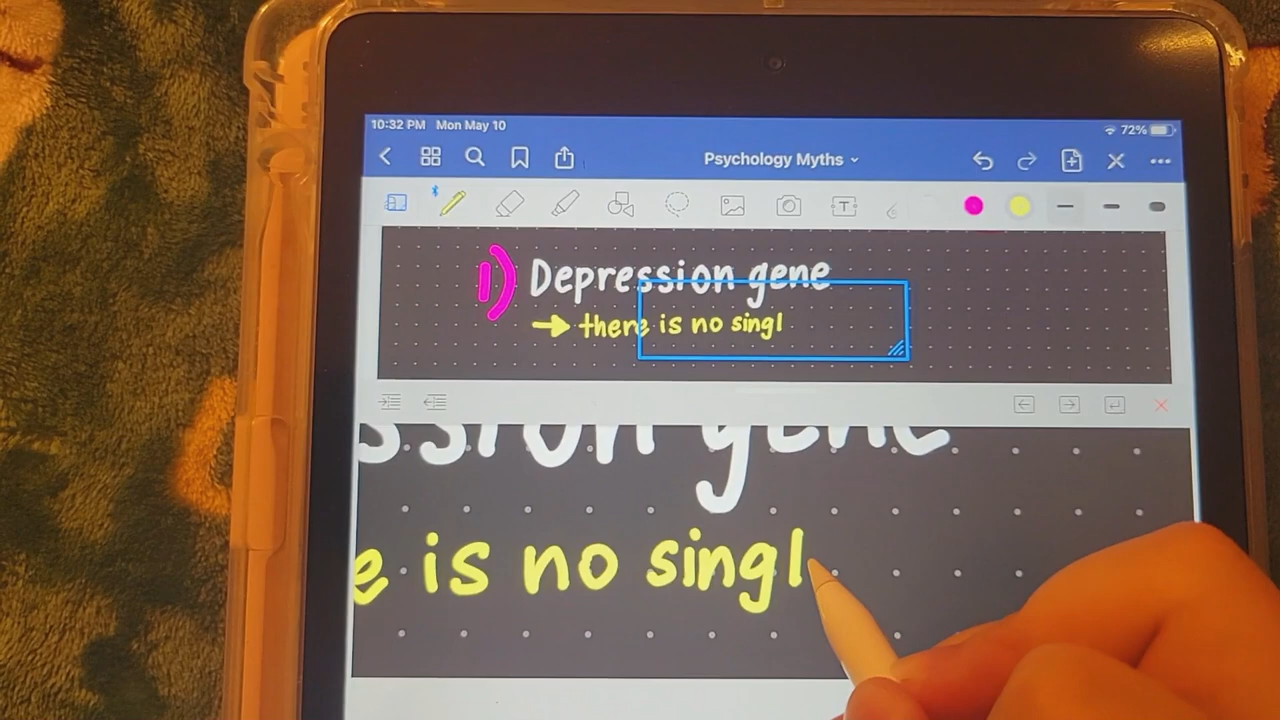 10:32 PM Mon May 10
72%
Psychology Myths
T
1) Depression gene
→ there is no singl
ssion gene
e is no singl